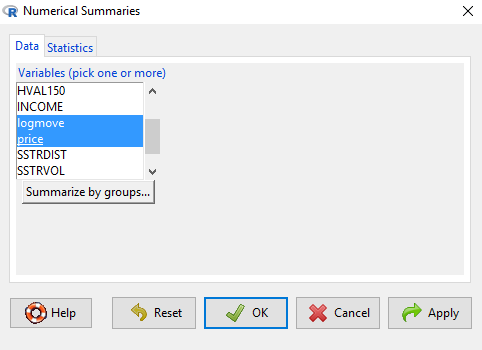 Numerical Summaries
Data Statistics
Variables (pick one or more)
HVAL150
INCOME
logmove
price
SSTRDIST
SSTRVOL
Summarize by groups...
Help Reset OK Cancel Apply